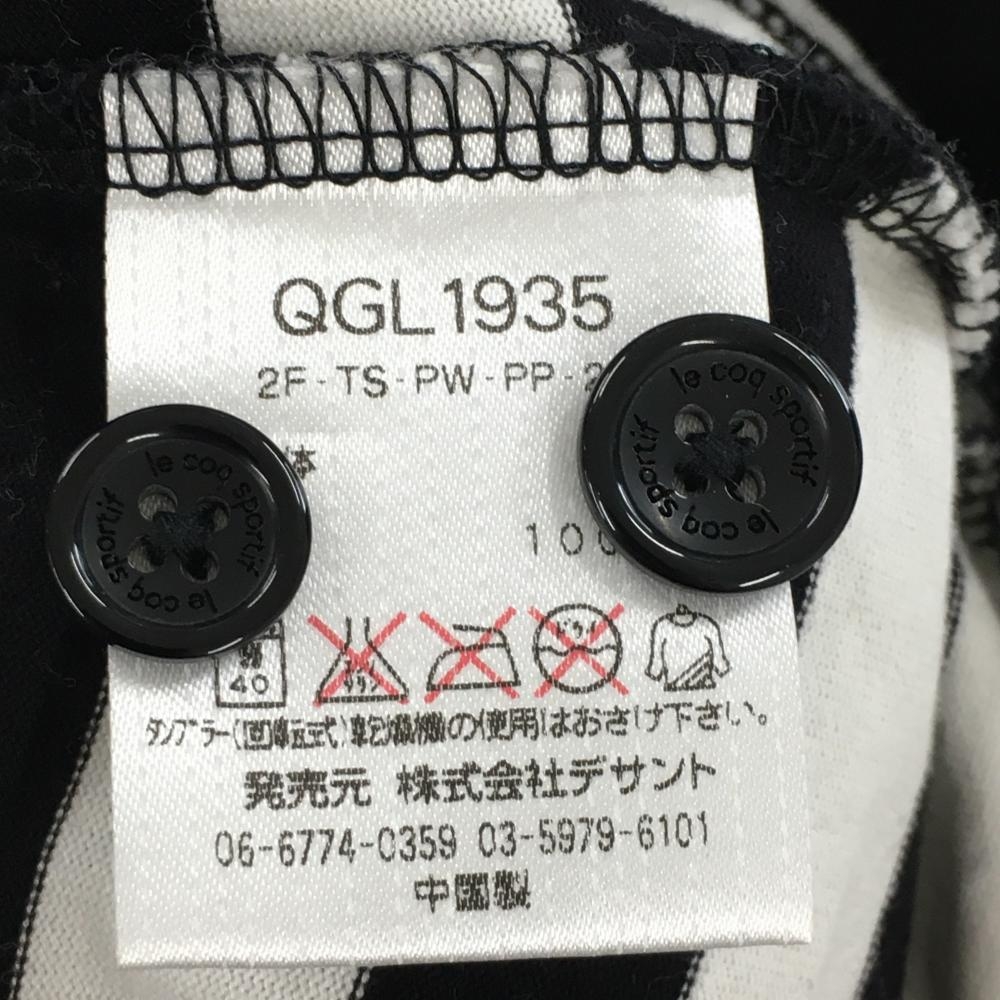 QGL1935
2F-TS-PW-PP-2
le coq sportif
le coq sportif
体
le coq sportif
le coq sportif
100
40
タンブラー(回転式)乾燥機の使用はおさけ下さい。
発売元 株式会社デサント
06-6774-0359 03-5979-6101
中国製